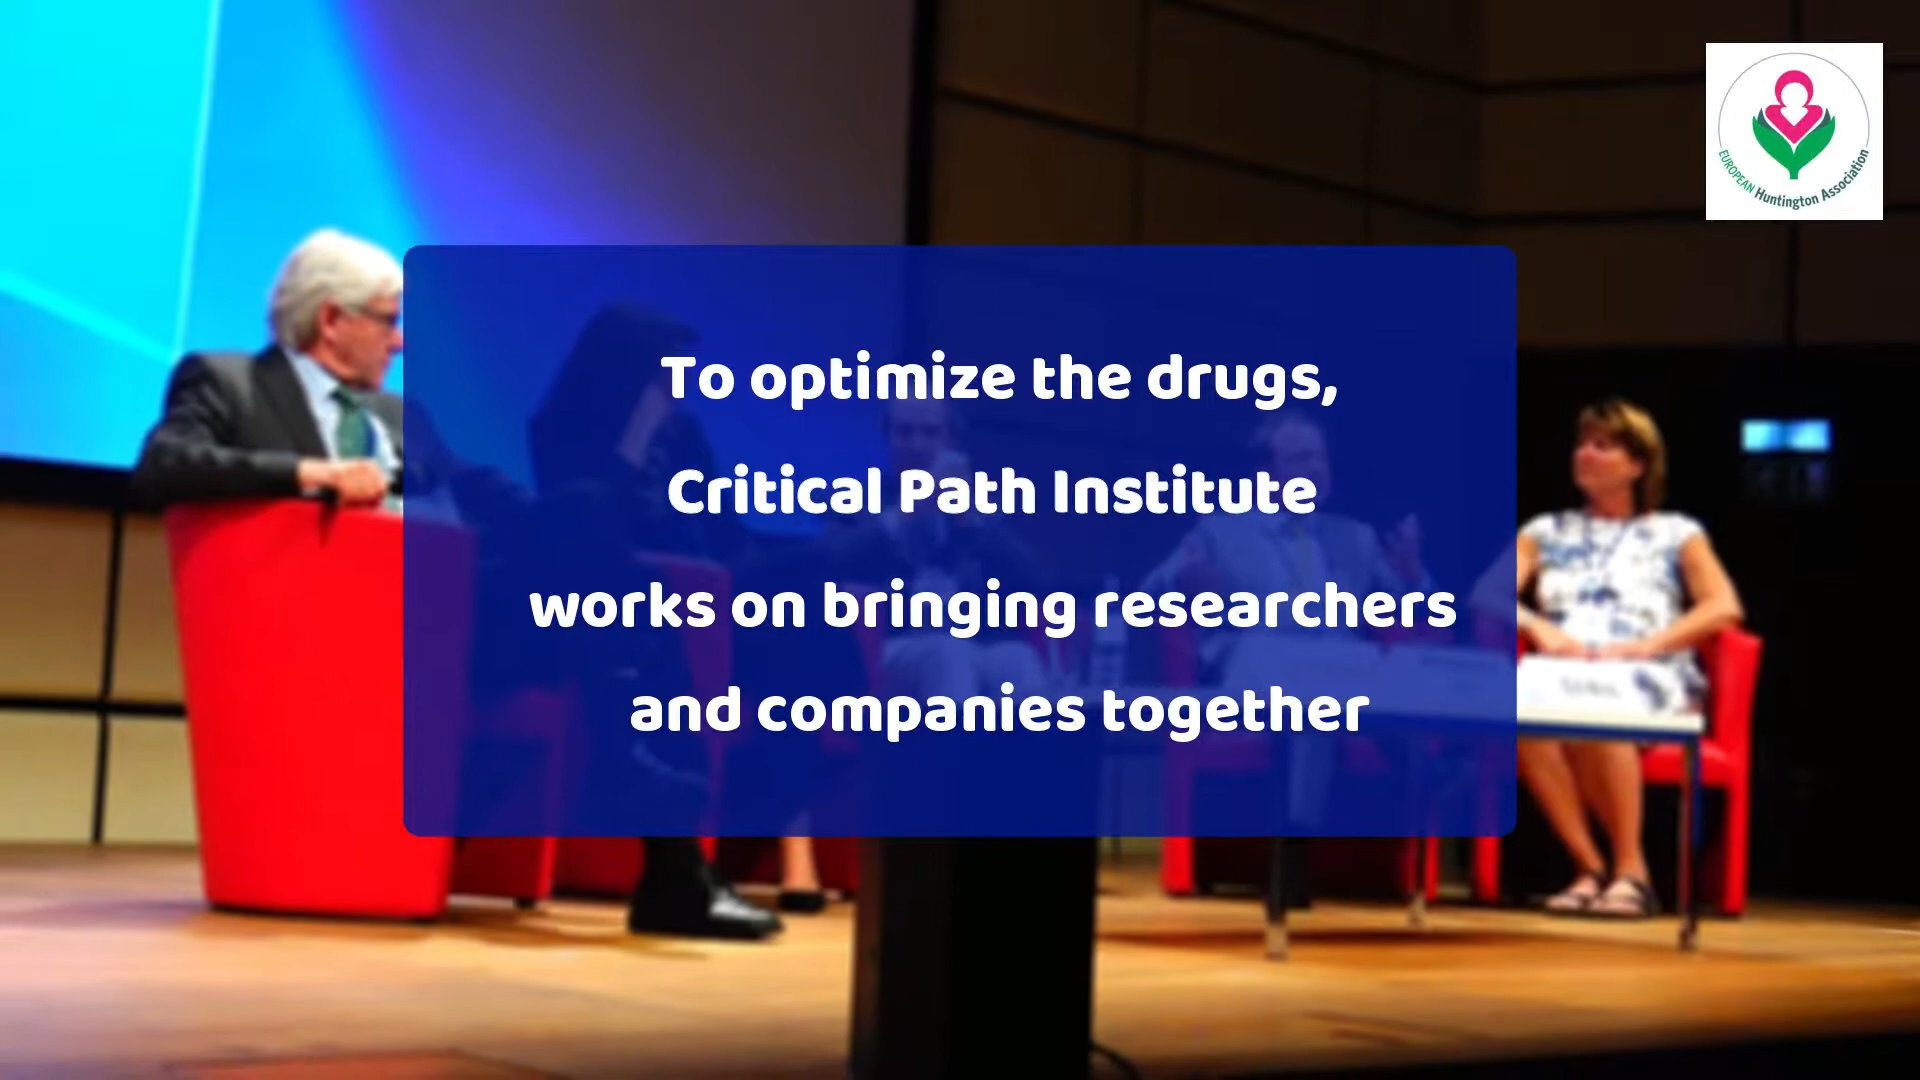 EUROPEAN Huntington Association
To optimize the drugs,
Critical Path Institute
works on bringing researchers
and companies together